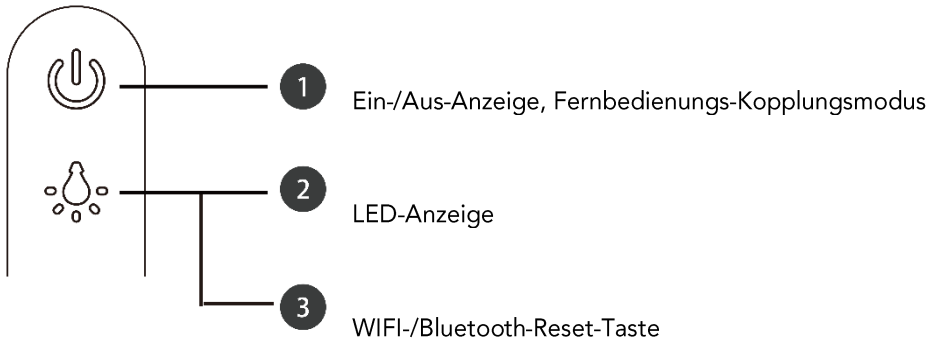 1
Ein-/Aus-Anzeige, Fernbedienungs-Kopplungsmodus
2
LED-Anzeige
3
WIFI-/Bluetooth-Reset-Taste